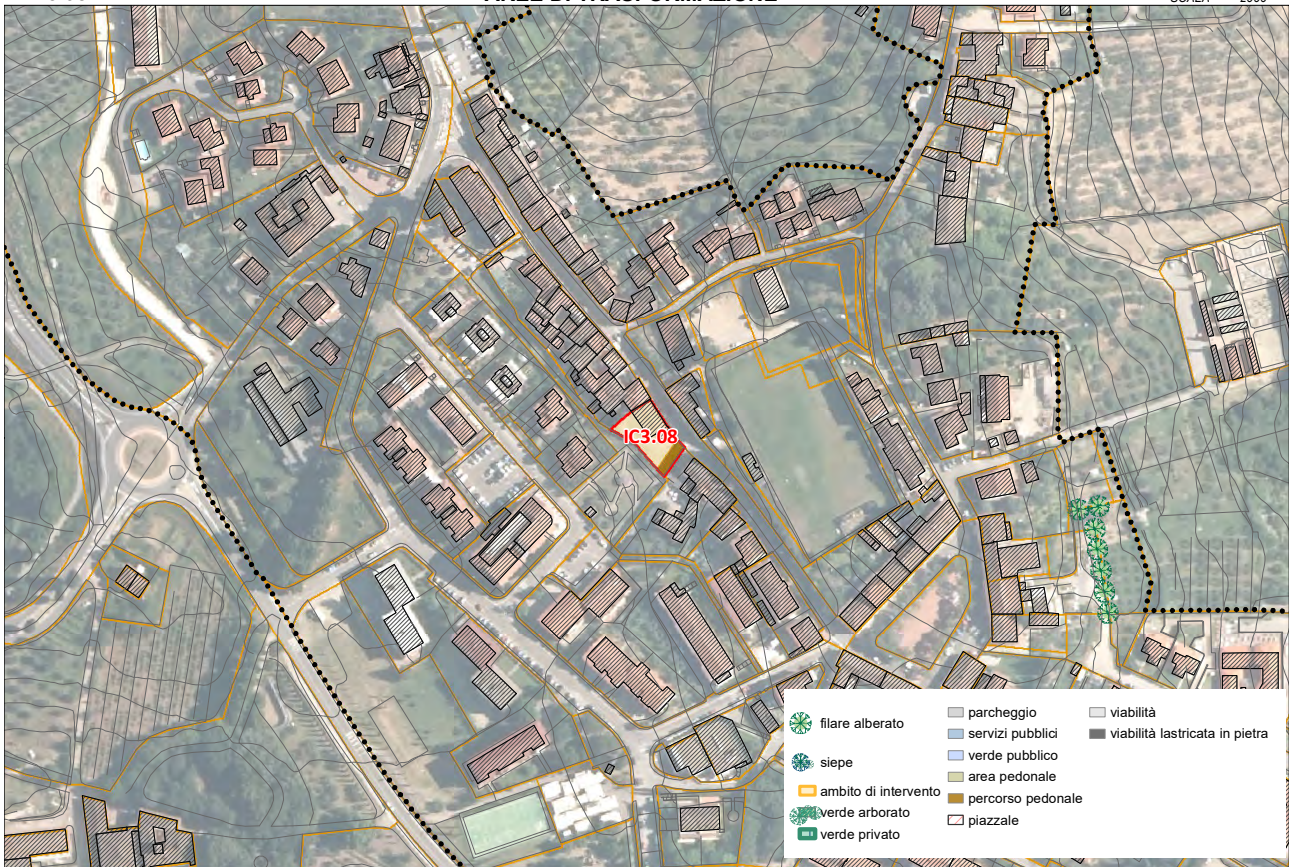 IC3.08
filare alberato
siepe
ambito di intervento
verde arborato
verde privato
parcheggio
servizi pubblici
verde pubblico
area pedonale
percorso pedonale
piazzale
viabilità
viabilità lastricata in pietra